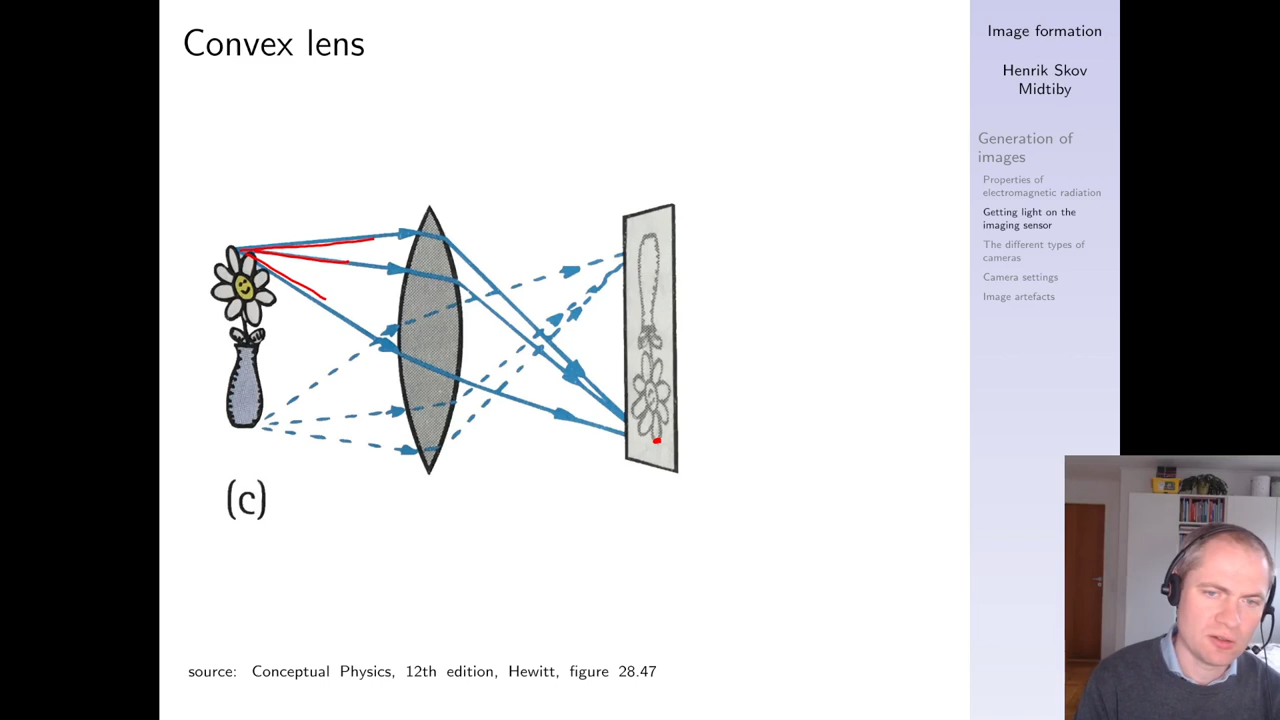 Convex lens
(c)
source: Conceptual Physics, 12th edition, Hewitt, figure 28.47
Image formation
Henrik Skov
Midtiby
Generation of
images
Properties of
electromagnetic radiation
Getting light on the
imaging sensor
The different types of
cameras
Camera settings
Image artefacts